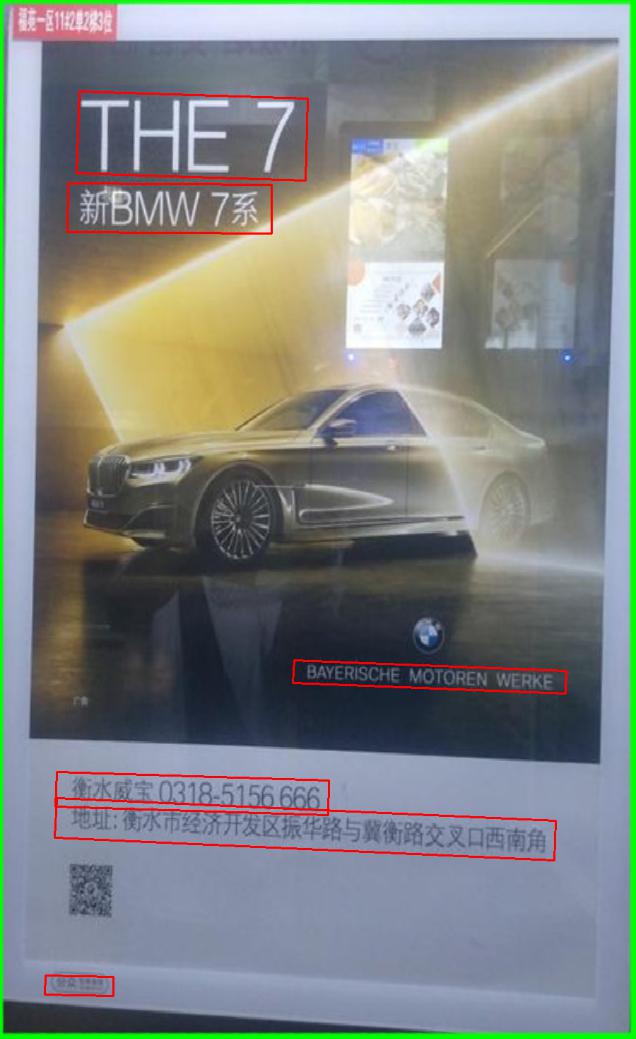 福苑一区11#2单2梯3位
THE 7
新BMW 7系
BAYERISCHE MOTOREN WERKE
广告
衡水威宝 0318-5156 666
地址: 衡水市经济开发区振华路与冀衡路交叉口西南角